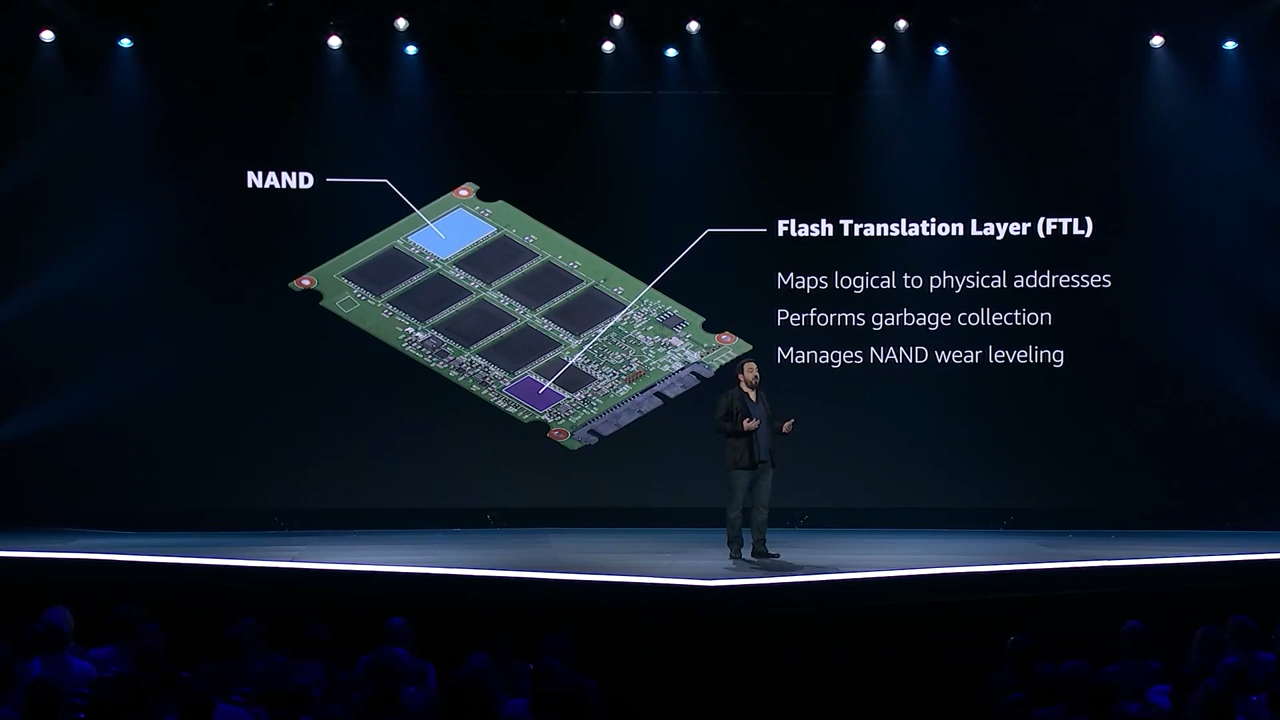 NAND
Flash Translation Layer (FTL)
Maps logical to physical addresses
Performs garbage collection
Manages NAND wear leveling